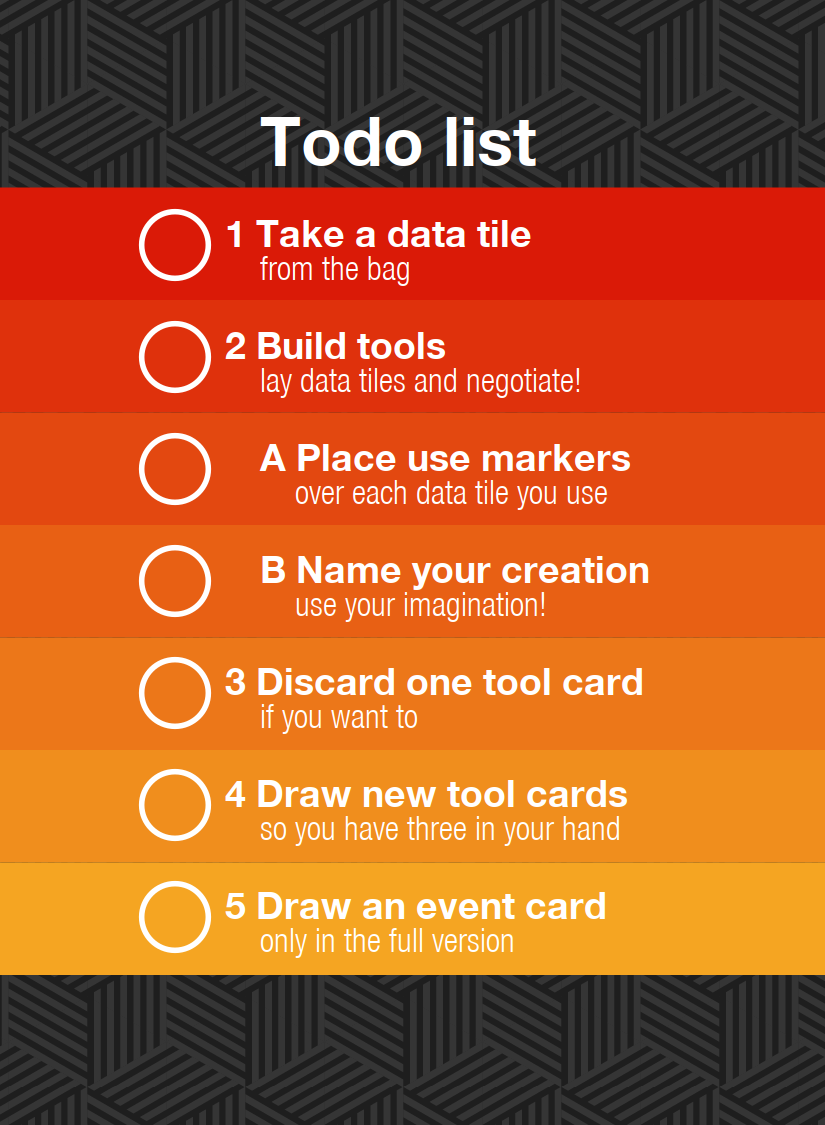 Todo list
1 Take a data tile
from the bag
2 Build tools
lay data tiles and negotiate!
A Place use markers
over each data tile you use
B Name your creation
use your imagination!
3 Discard one tool card
if you want to
4 Draw new tool cards
so you have three in your hand
5 Draw an event card
only in the full version